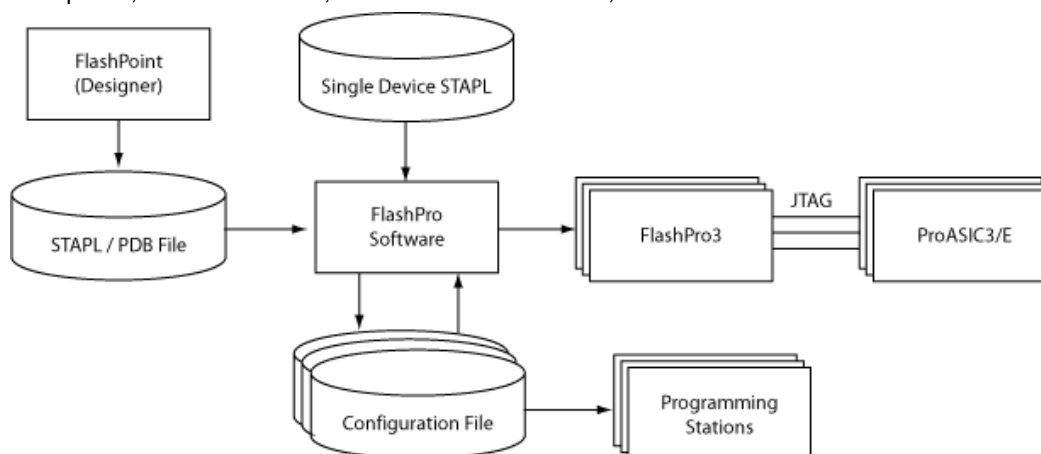 FlashPoint
(Designer)
Single Device STAPL
STAPL / PDB File
FlashPro
Software
FlashPro3
JTAG
ProASIC3/E
Configuration File
Programming
Stations